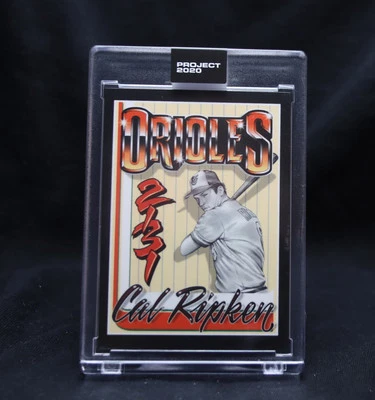 PROJECT
2020
ORIOLES
2131
Cal Ripken